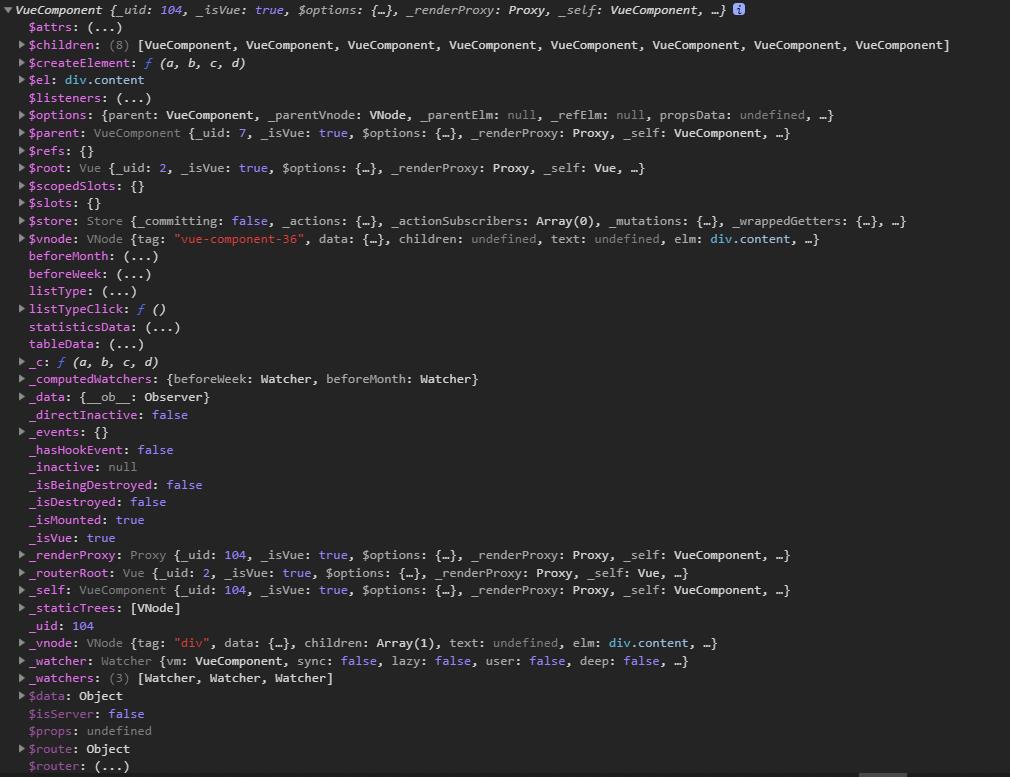 VueComponent {_uid: 104, _isVue: true, $options: {…}, _renderProxy: Proxy, _self: VueComponent, …} i
$attrs: (...)
$children: (8) [VueComponent, VueComponent, VueComponent, VueComponent, VueComponent, VueComponent, VueComponent, VueComponent]
$createElement: ƒ (a, b, c, d)
$el: div.content
$listeners: (...)
$options: {parent: VueComponent, _parentVnode: VNode, _parentElm: null, _refElm: null, propsData: undefined, …}
$parent: VueComponent {_uid: 7, _isVue: true, $options: {…}, _renderProxy: Proxy, _self: VueComponent, …}
$refs: {}
$root: Vue {_uid: 2, _isVue: true, $options: {…}, _renderProxy: Proxy, _self: Vue, …}
$scopedSlots: {}
$slots: {}
$store: Store {_committing: false, _actions: {…}, _actionSubscribers: Array(0), _mutations: {…}, _wrappedGetters: {…}, …}
$vnode: VNode {tag: "vue-component-36", data: {…}, children: undefined, text: undefined, elm: div.content, …}
beforeMonth: (...)
beforeWeek: (...)
listType: (...)
listTypeClick: ƒ ()
statisticsData: (...)
tableData: (...)
_c: ƒ (a, b, c, d)
_computedWatchers: {beforeWeek: Watcher, beforeMonth: Watcher}
_data: {__ob__: Observer}
_directInactive: false
_events: {}
_hasHookEvent: false
_inactive: null
_isBeingDestroyed: false
_isDestroyed: false
_isMounted: true
_isVue: true
_renderProxy: Proxy {_uid: 104, _isVue: true, $options: {…}, _renderProxy: Proxy, _self: VueComponent, …}
_routerRoot: Vue {_uid: 2, _isVue: true, $options: {…}, _renderProxy: Proxy, _self: Vue, …}
_self: VueComponent {_uid: 104, _isVue: true, $options: {…}, _renderProxy: Proxy, _self: VueComponent, …}
_staticTrees: [VNode]
_uid: 104
_vnode: VNode {tag: "div", data: {…}, children: Array(1), text: undefined, elm: div.content, …}
_watcher: Watcher {vm: VueComponent, sync: false, lazy: false, user: false, deep: false, …}
_watchers: (3) [Watcher, Watcher, Watcher]
$data: Object
$isServer: false
$props: undefined
$route: Object
$router: (...)